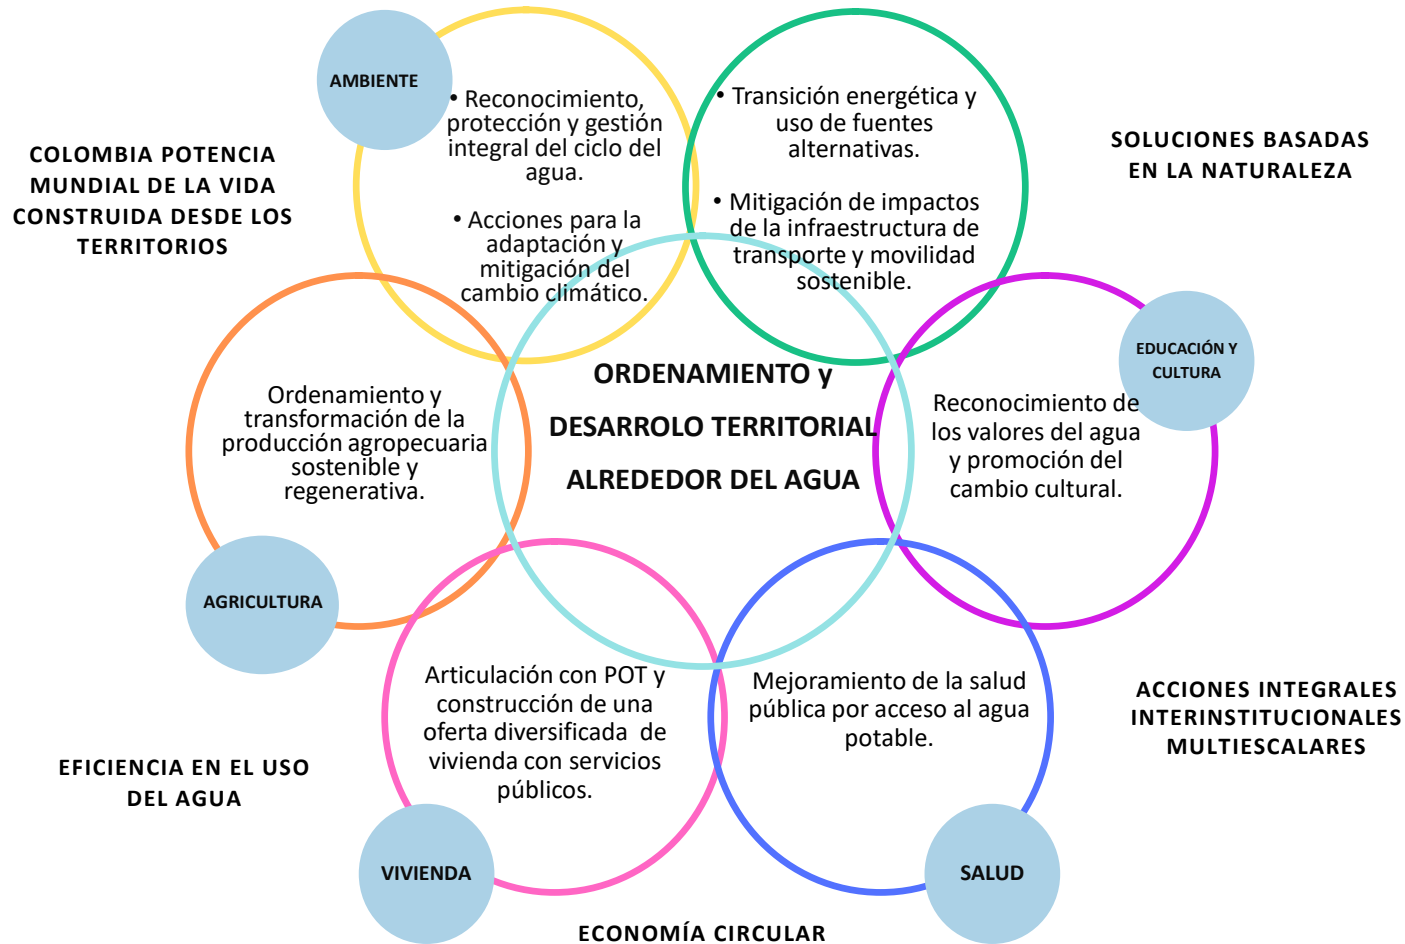 AMBIENTE
• Reconocimiento,
protección y gestión
integral del ciclo del
agua.
• Acciones para la
adaptación y
mitigación del
cambio climático.
• Transición energética y
uso de fuentes
alternativas.
• Mitigación de impactos
de la infraestructura de
transporte y movilidad
sostenible.
COLOMBIA POTENCIA
MUNDIAL DE LA VIDA
CONSTRUIDA DESDE LOS
TERRITORIOS
SOLUCIONES BASADAS
EN LA NATURALEZA
EDUCACIÓN Y
CULTURA
Reconocimiento de
los valores del agua
y promoción del
cambio cultural.
ORDENAMIENTO y
DESARROLO TERRITORIAL
ALREDEDOR DEL AGUA
Ordenamiento y
transformación de la
producción agropecuaria
sostenible y
regenerativa.
AGRICULTURA
Articulación con POT y
construcción de una
oferta diversificada de
vivienda con servicios
públicos.
VIVIENDA
Mejoramiento de la salud
pública por acceso al agua
potable.
SALUD
ACCIONES INTEGRALES
INTERINSTITUCIONALES
MULTIESCALARES
EFICIENCIA EN EL USO
DEL AGUA
ECONOMÍA CIRCULAR